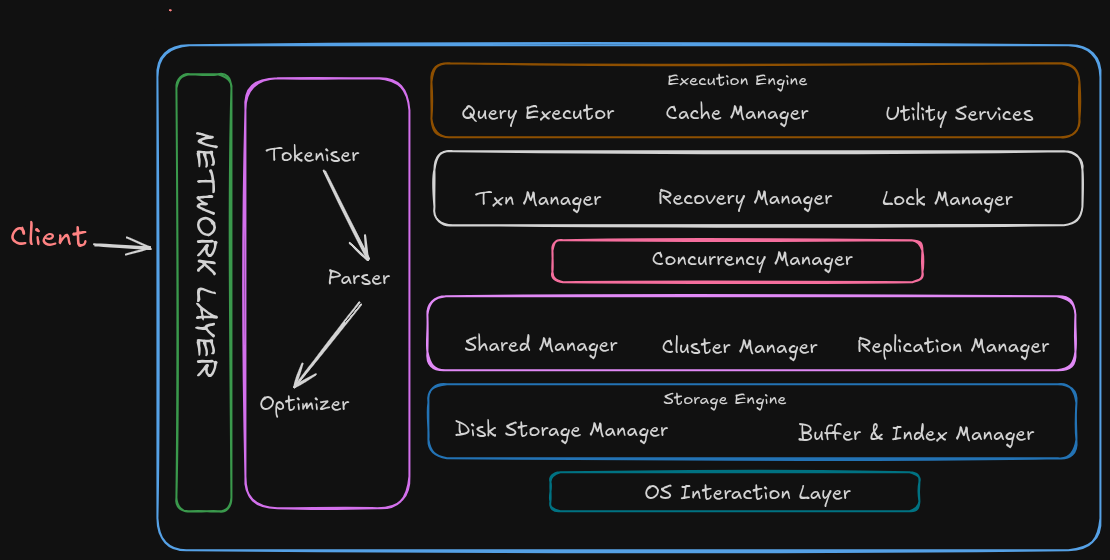 Client
NETWORK LAYER
Tokeniser
Parser
Optimizer
Execution Engine
Query Executor
Cache Manager
Utility Services
Txn Manager
Recovery Manager
Lock Manager
Concurrency Manager
Shared Manager
Cluster Manager
Replication Manager
Storage Engine
Disk Storage Manager
Buffer & Index Manager
OS Interaction Layer